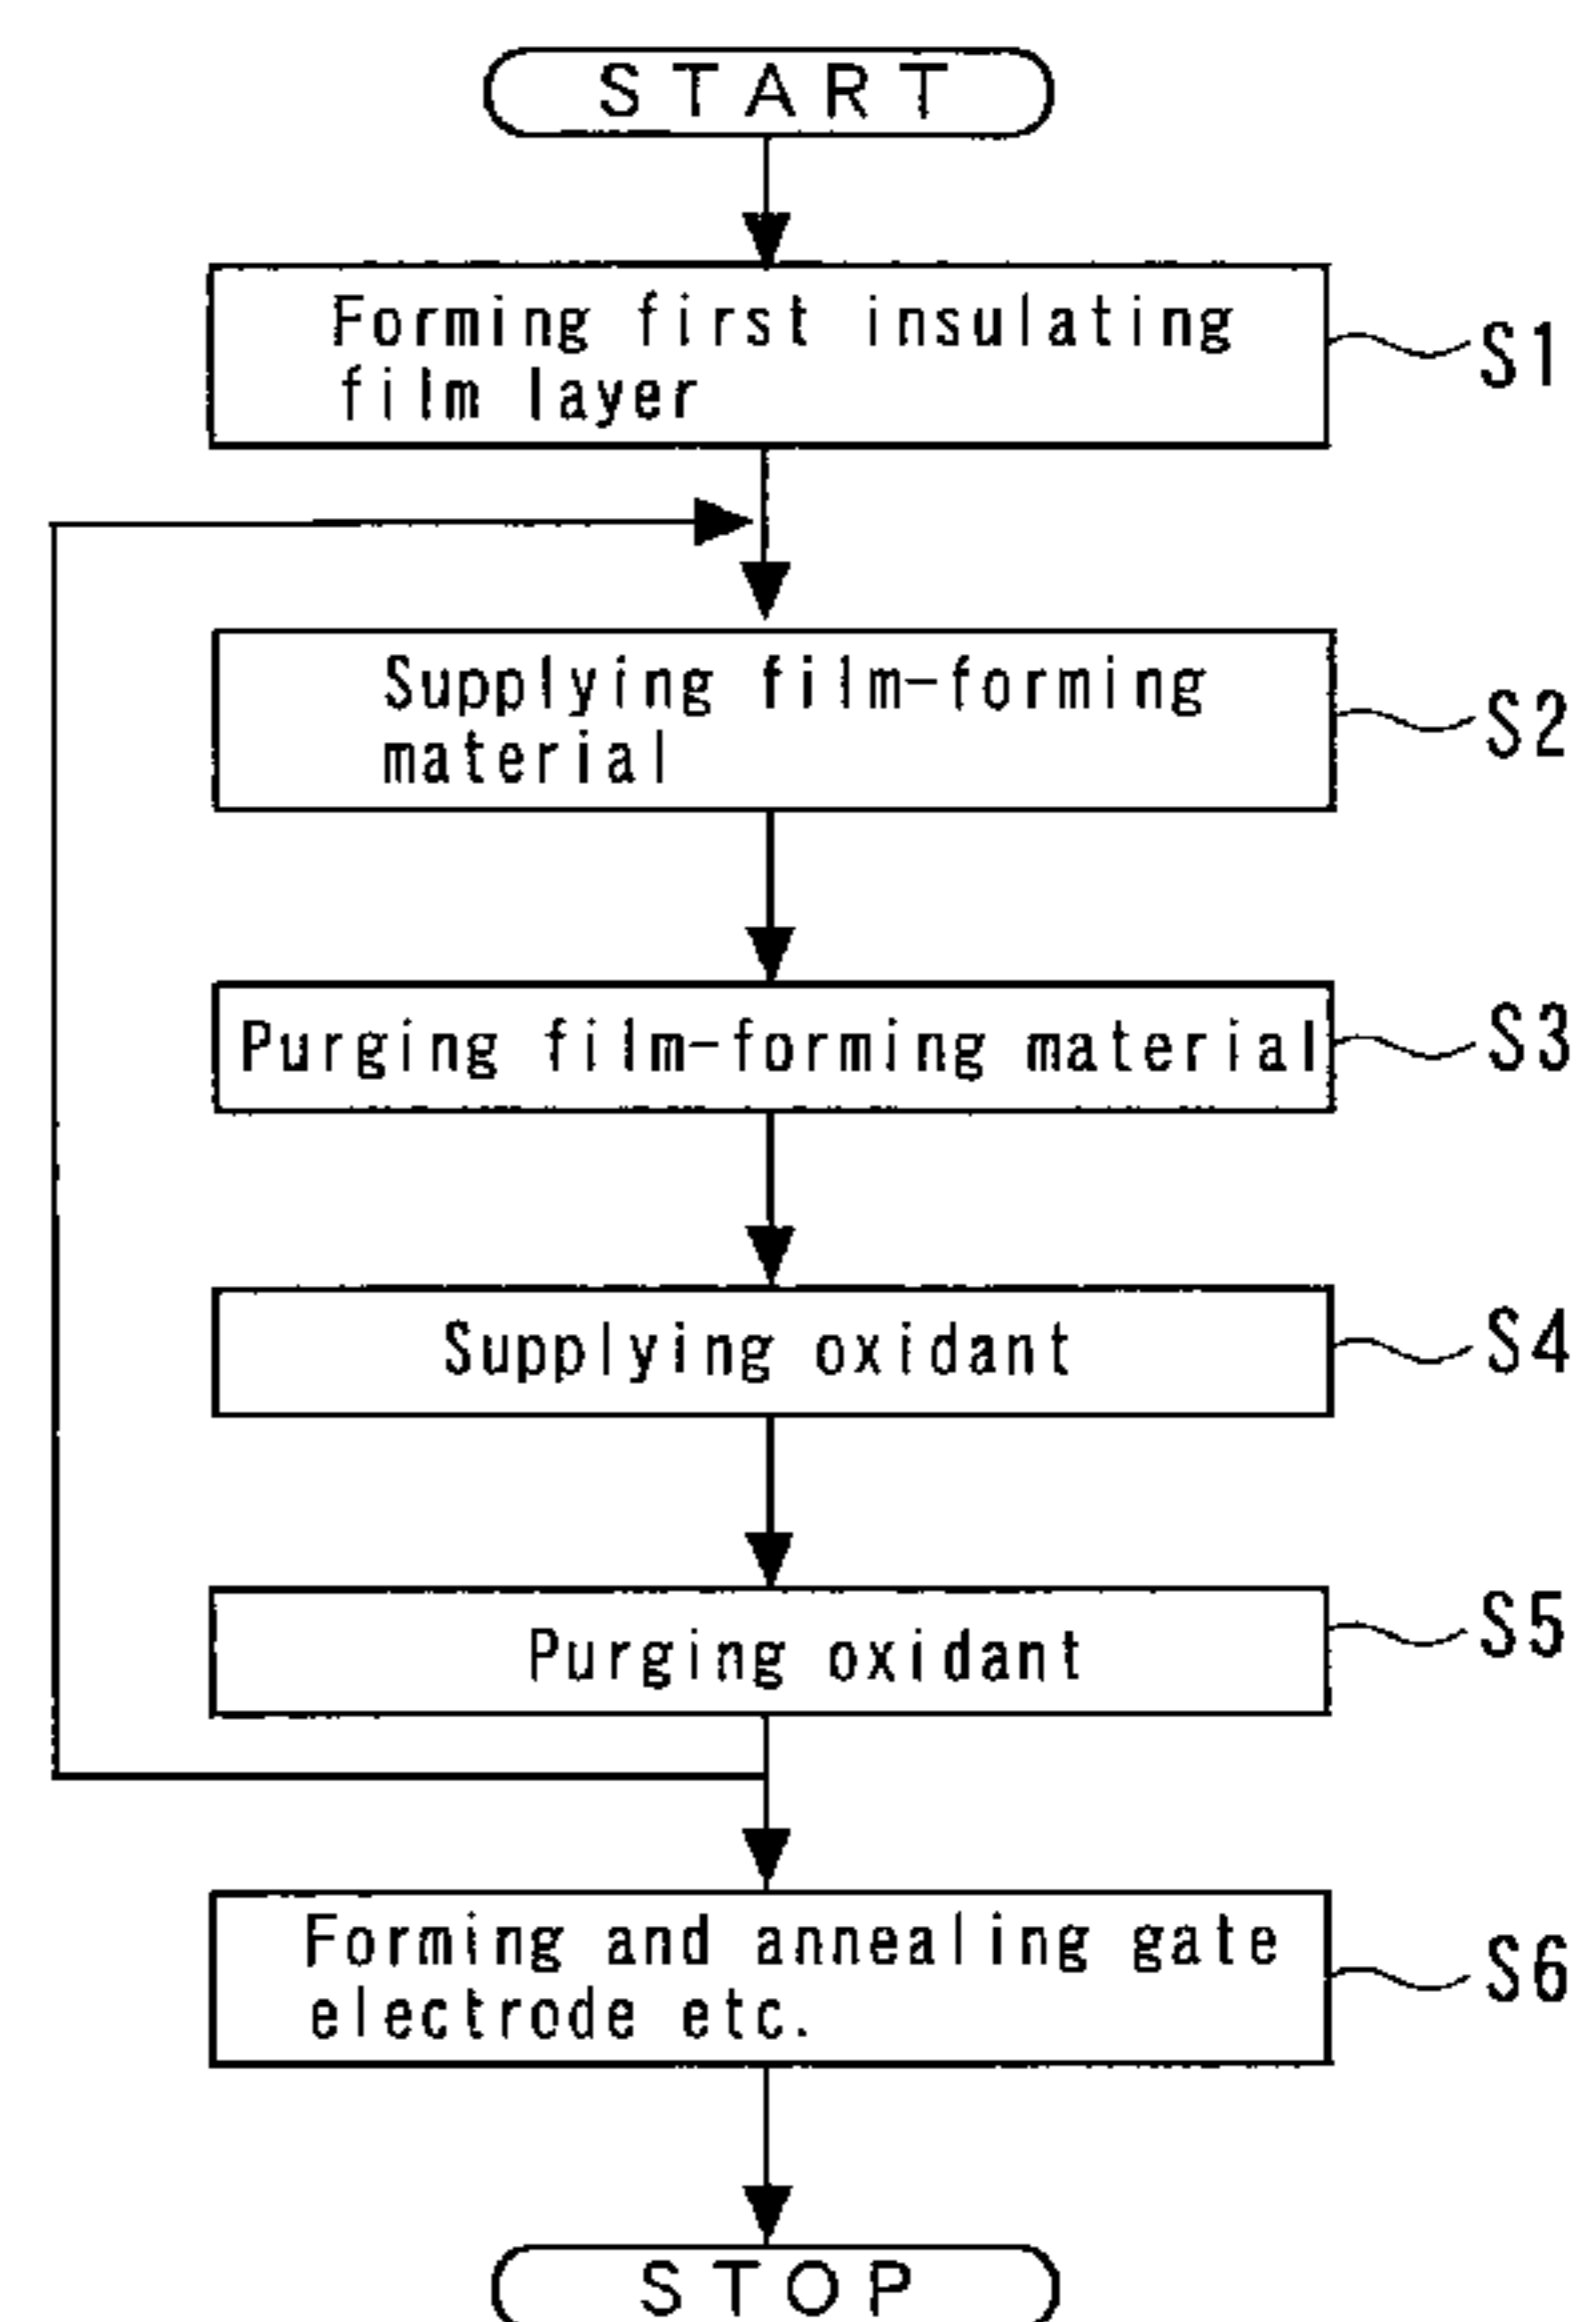 START
Forming first insulating
film layer
S1
Supplying film-forming
material
S2
Purging film-forming material
S3
Supplying oxidant
S4
Purging oxidant
S5
Forming and annealing gate
electrode etc.
S6
STOP